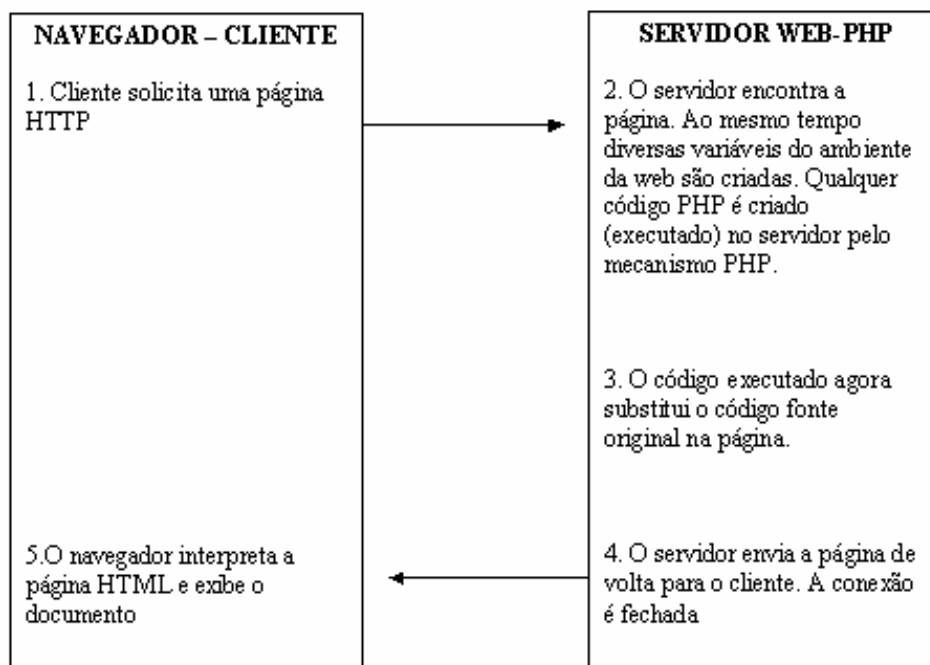 NAVEGADOR – CLIENTE
1. Cliente solicita uma página
HTTP
5.O navegador interpreta a
página HTML e exibe o
documento
SERVIDOR WEB-PHP
2. O servidor encontra a
página. Ao mesmo tempo
diversas variáveis do ambiente
da web são criadas. Qualquer
código PHP é criado
(executado) no servidor pelo
mecanismo PHP.
3. O código executado agora
substitui o código fonte
original na página.
4. O servidor envia a página de
volta para o cliente. A conexão
é fechada